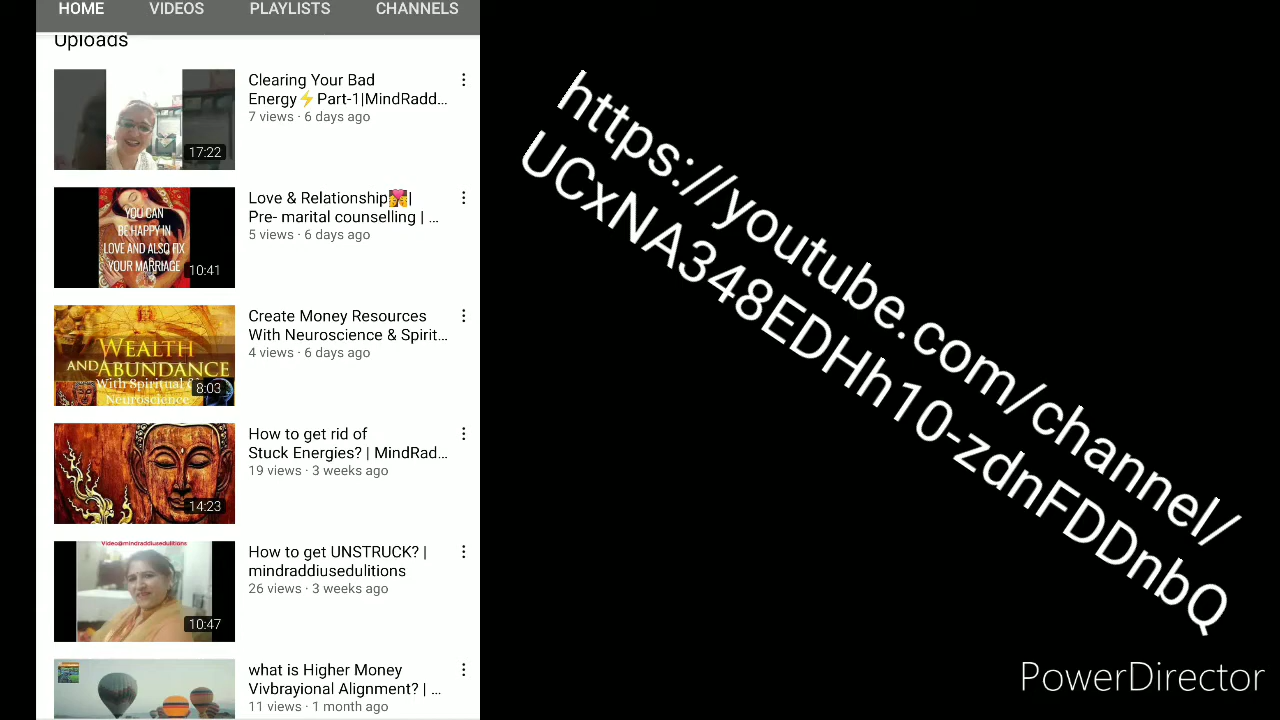 HOME VIDEOS PLAYLISTS CHANNELS
Uploads
Clearing Your Bad
Energy⚡Part-1|MindRadd...
7 views · 6 days ago
17:22
Love & Relationship💏|
Pre- marital counselling | ...
5 views · 6 days ago
YOU CAN
BE HAPPY IN
LOVE AND ALSO FIX
YOUR MARRIAGE
10:41
Create Money Resources
With Neuroscience & Spirit...
4 views · 6 days ago
WEALTH
AND ABUNDANCE
With Spiritual &
Neuroscience
8:03
How to get rid of
Stuck Energies? | MindRad...
19 views · 3 weeks ago
14:23
How to get UNSTRUCK? |
mindraddiusedulitions
26 views · 3 weeks ago
Video@mindraddiusedulitions
10:47
what is Higher Money
Vivbrayional Alignment? | ...
11 views · 1 month ago
https://youtube.com/channel/
UCxNA348EDHh10-zdnFDDnbQ
PowerDirector